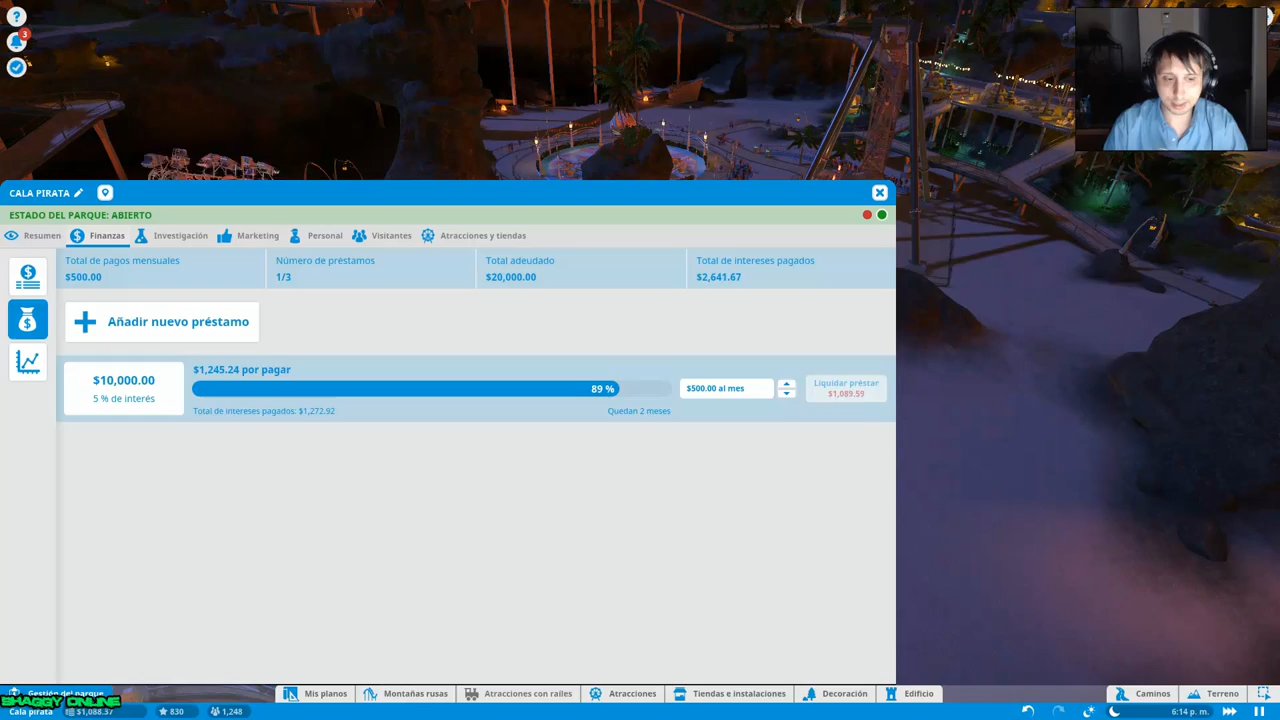 ?
3
CALA PIRATA
ESTADO DEL PARQUE: ABIERTO
Resumen
Finanzas
Investigación
Marketing
Personal
Visitantes
Atracciones y tiendas
Total de pagos mensuales
$500.00
Número de préstamos
1/3
Total adeudado
$20,000.00
Total de intereses pagados
$2,641.67
Añadir nuevo préstamo
$10,000.00
5 % de interés
$1,245.24 por pagar
89 %
Total de intereses pagados: $1,272.92
Quedan 2 meses
$500.00 al mes
Liquidar préstar
$1,089.59
Gestión del parque
SHAGGY ONLINE
Mis planos
Montañas rusas
Atracciones con raíles
Atracciones
Tiendas e instalaciones
Decoración
Edificio
Caminos
Terreno
Cala pirata
$1,088.37
830
1,248
6:14 p. m.